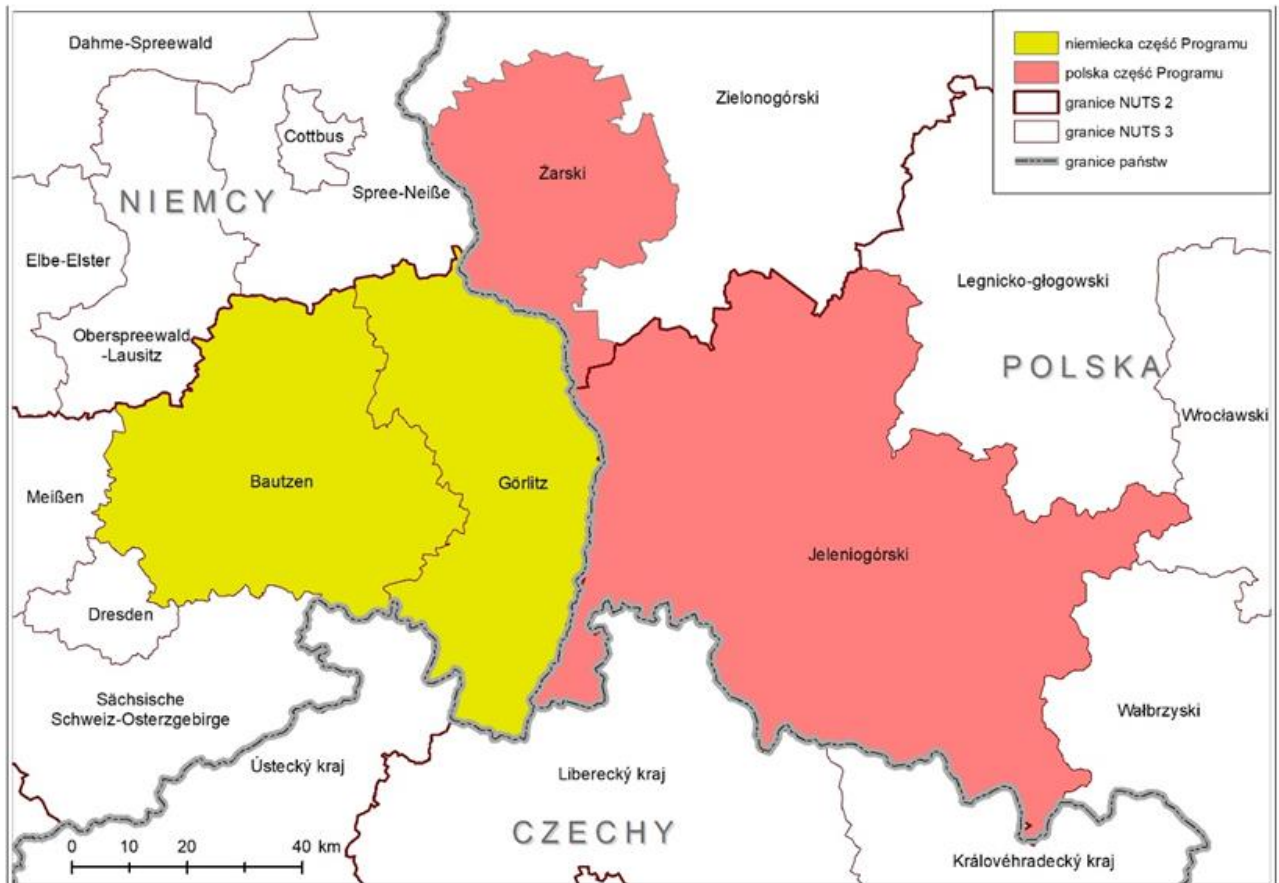 niemiecka część Programu
polska część Programu
granice NUTS 2
granice NUTS 3
granice państw
Dahme-Spreewald
Cottbus
Zielonogórski
Żarski
Spree-Neiße
NIEMCY
Elbe-Elster
Legnicko-głogowski
Oberspreewald
-Lausitz
POLSKA
Wrocławski
Bautzen
Görlitz
Meißen
Jeleniogórski
Dresden
Sächsische
Schweiz-Osterzgebirge
Wałbrzyski
Ústecký kraj
Liberecký kraj
CZECHY
Královéhradecký kraj
0 10 20 40 km